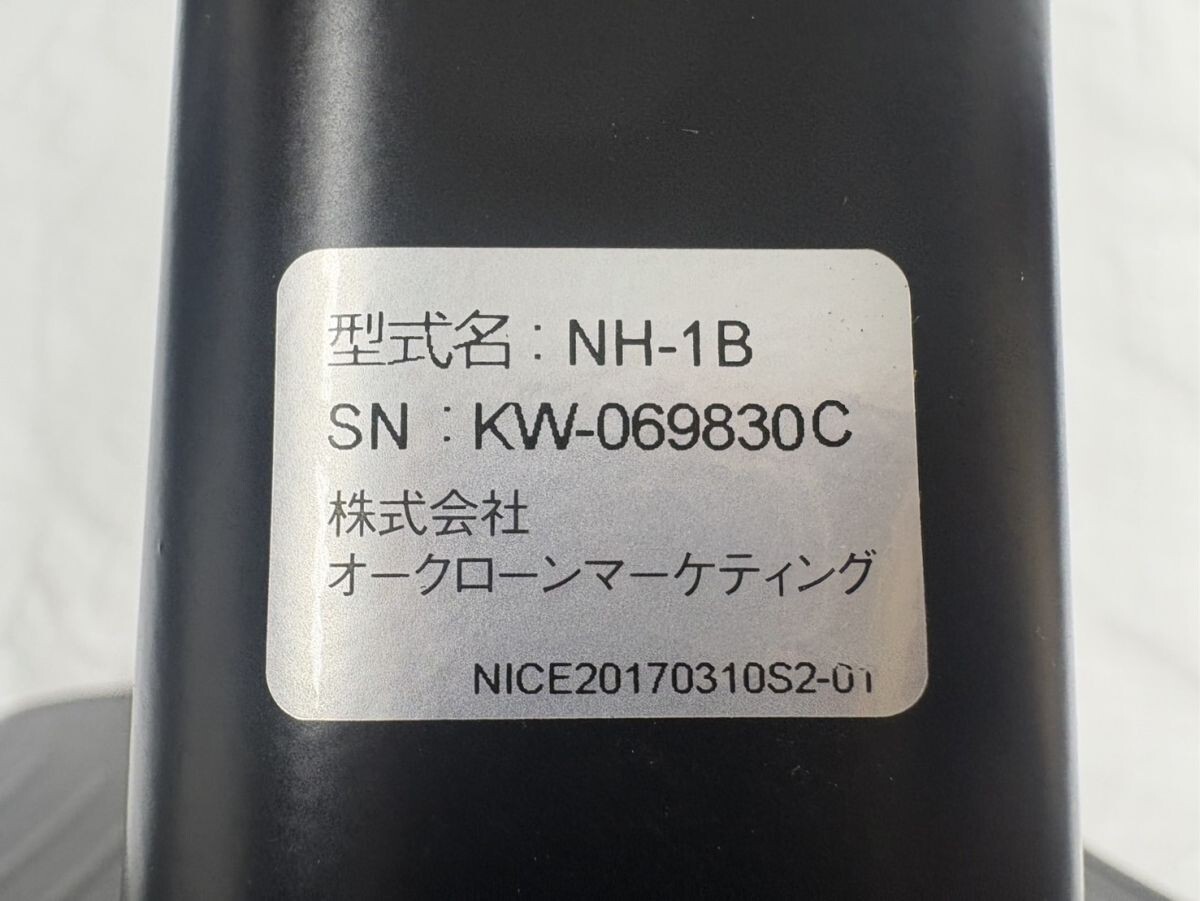 型式名：NH-1B
SN：KW-069830C
株式会社
オークローンマーケティング
NICE20170310S2-01